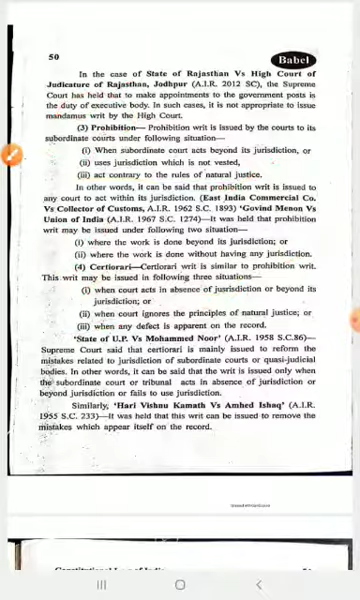 50
Babel
In the case of State of Rajasthan Vs High Court of
Judicature of Rajasthan, Jodhpur (A.I.R. 2012 SC), the Supreme
Court has held that to make appointments to the government posts is
the duty of executive body. In such cases, it is not appropriate to issue
mandamus writ by the High Court.
(3) Prohibition— Prohibition writ is issued by the courts to its
subordinate courts under following situation—
(i) When subordinate court acts beyond its jurisdiction, or
(ii) uses jurisdiction which is not vested,
(iii) act contrary to the rules of natural justice.
In other words, it can be said that prohibition writ is issued to
any court to act within its jurisdiction. (East India Commercial Co.
Vs Collector of Customs, A.I.R. 1962 S.C. 1893) 'Govind Menon Vs
Union of India (A.I.R. 1967 S.C. 1274)—It was held that prohibition
writ may be issued under following two situation—
(i) where the work is done beyond its jurisdiction; or
(ii) where the work is done without having any jurisdiction.
(4) Certiorari—Certiorari writ is similar to prohibition writ.
This writ may be issued in following three situations—
(i) when court acts in absence of jusrisdiction or beyond its
jurisdiction; or
(ii) when court ignores the principles of natural justice; or
(iii) when any defect is apparent on the record.
'State of U.P. Vs Mohammed Noor' (A.I.R. 1958 S.C.86)—
Supreme Court said that certiorari is mainly issued to reform the
mistakes related to jurisdiction of subordinate courts or quasi-judicial
bodies. In other words, it can be said that the writ is issued only when
the subordinate court or tribunal acts in absence of jurisdiction or
beyond jurisdiction or fails to use jurisdiction.
Similarly, 'Hari Vishnu Kamath Vs Amhed Ishaq' (A.I.R.
1955 S.C. 233)—It was held that this writ can be issued to remove the
mistakes which appear itself on the record.